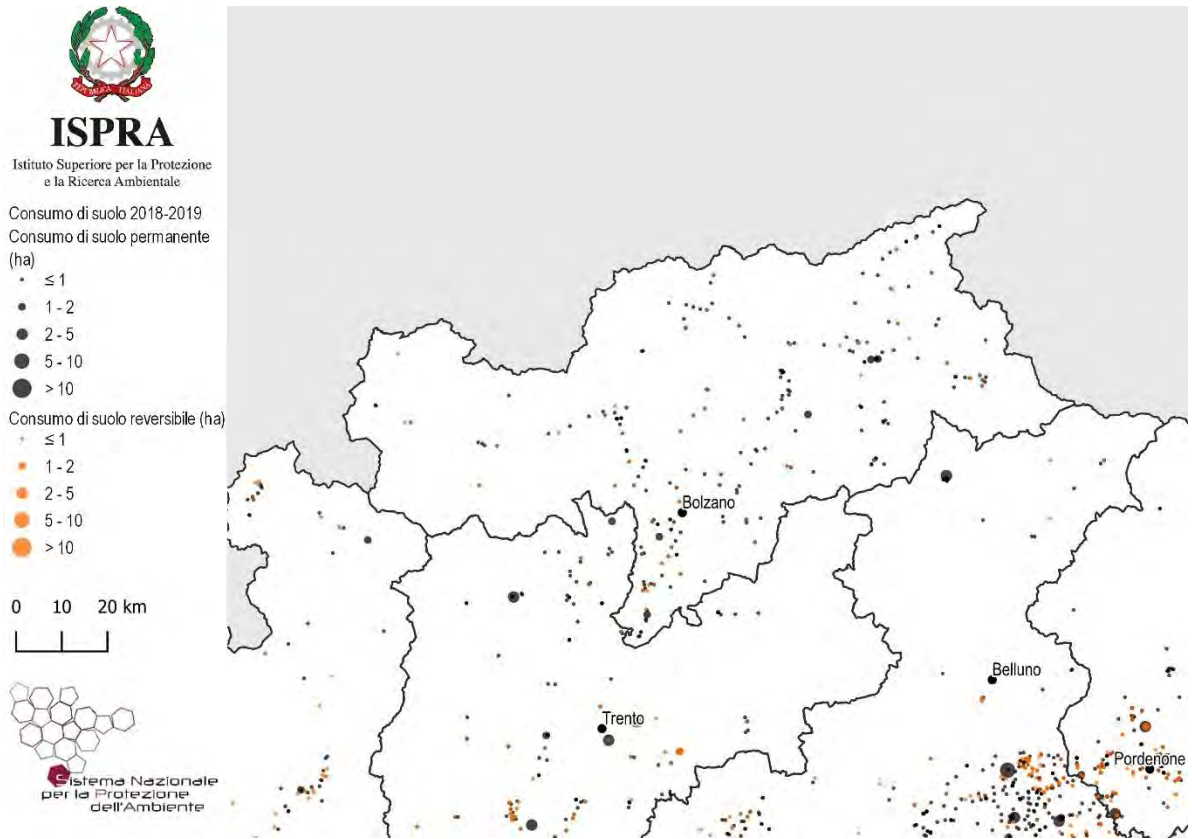 REPVBBLICA ITALIANA
ISPRA
Istituto Superiore per la Protezione
e la Ricerca Ambientale
Consumo di suolo 2018-2019
Consumo di suolo permanente
(ha)
≤ 1
1 - 2
2 - 5
5 - 10
> 10
Consumo di suolo reversibile (ha)
≤ 1
1 - 2
2 - 5
5 - 10
> 10
0 10 20 km
Sistema Nazionale
per la Protezione
dell'Ambiente
Bolzano
Belluno
Trento
Pordenone